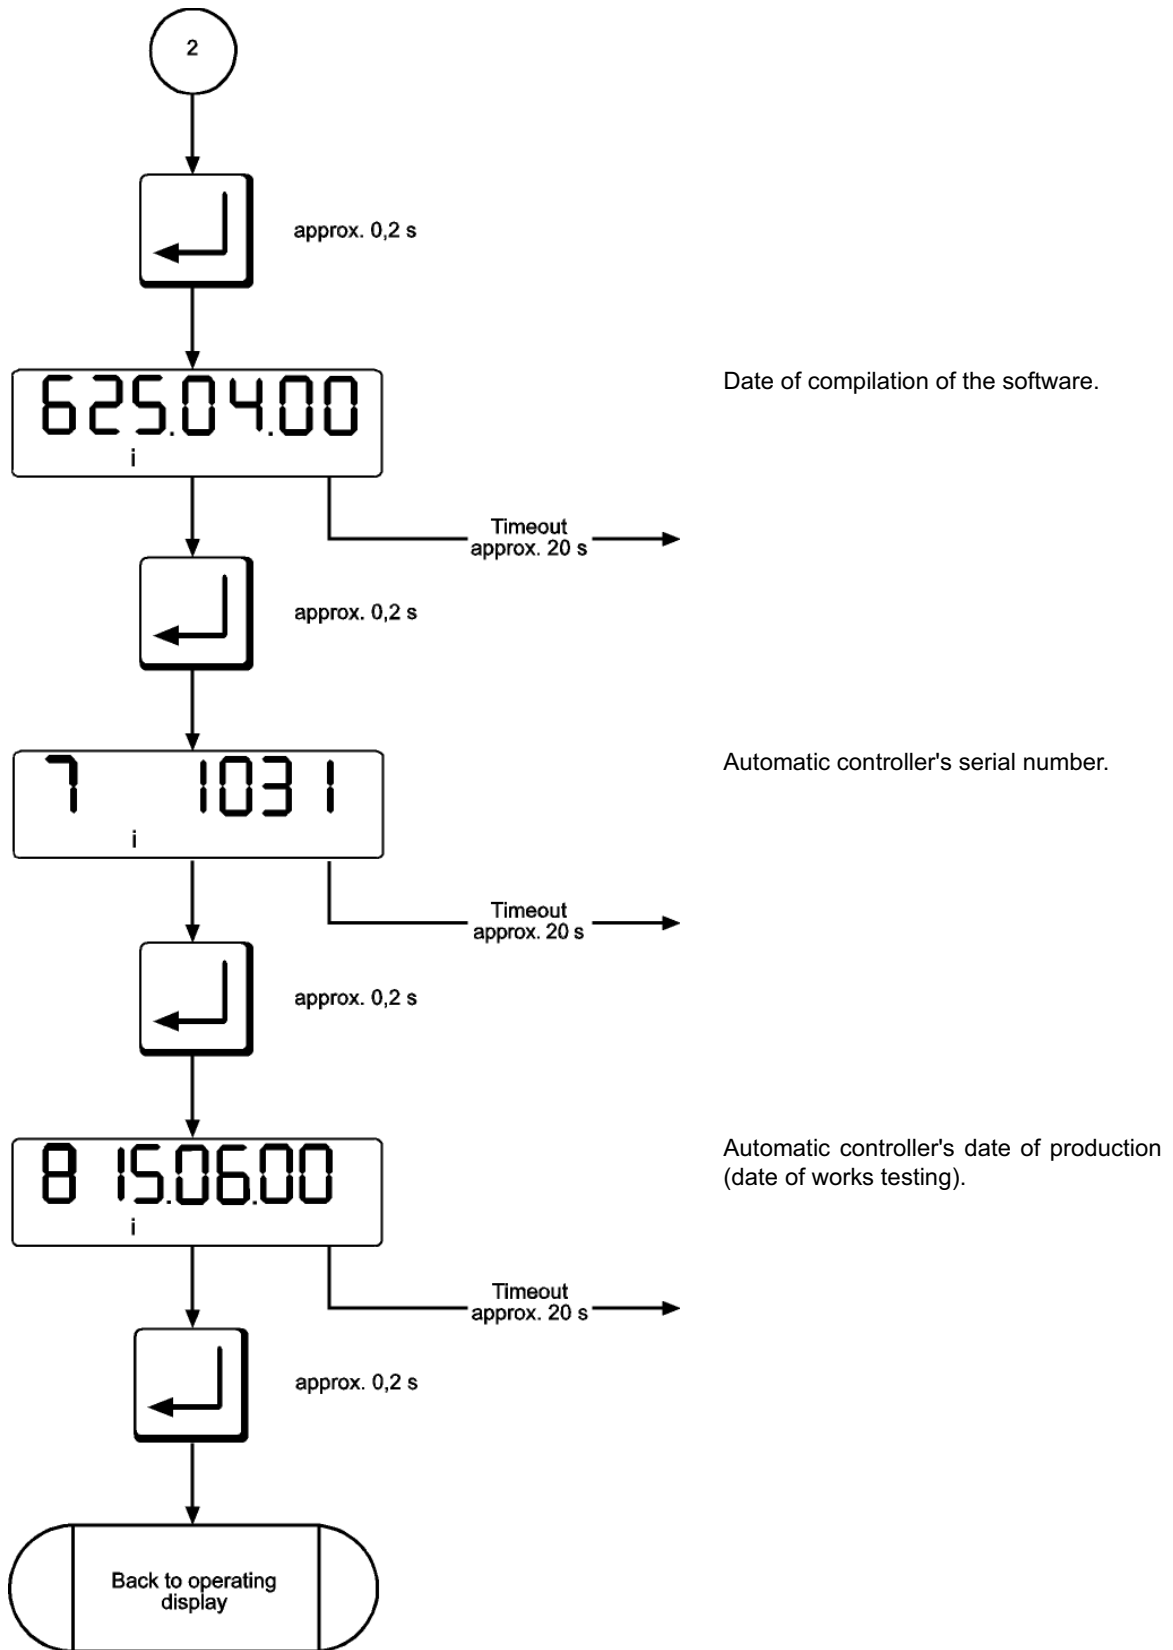 2
approx. 0,2 s
625.04.00
Date of compilation of the software.
i
Timeout
approx. 20 s
approx. 0,2 s
7 1031
Automatic controller's serial number.
i
Timeout
approx. 20 s
approx. 0,2 s
8 15.06.00
Automatic controller's date of production
(date of works testing).
i
Timeout
approx. 20 s
approx. 0,2 s
Back to operating
display